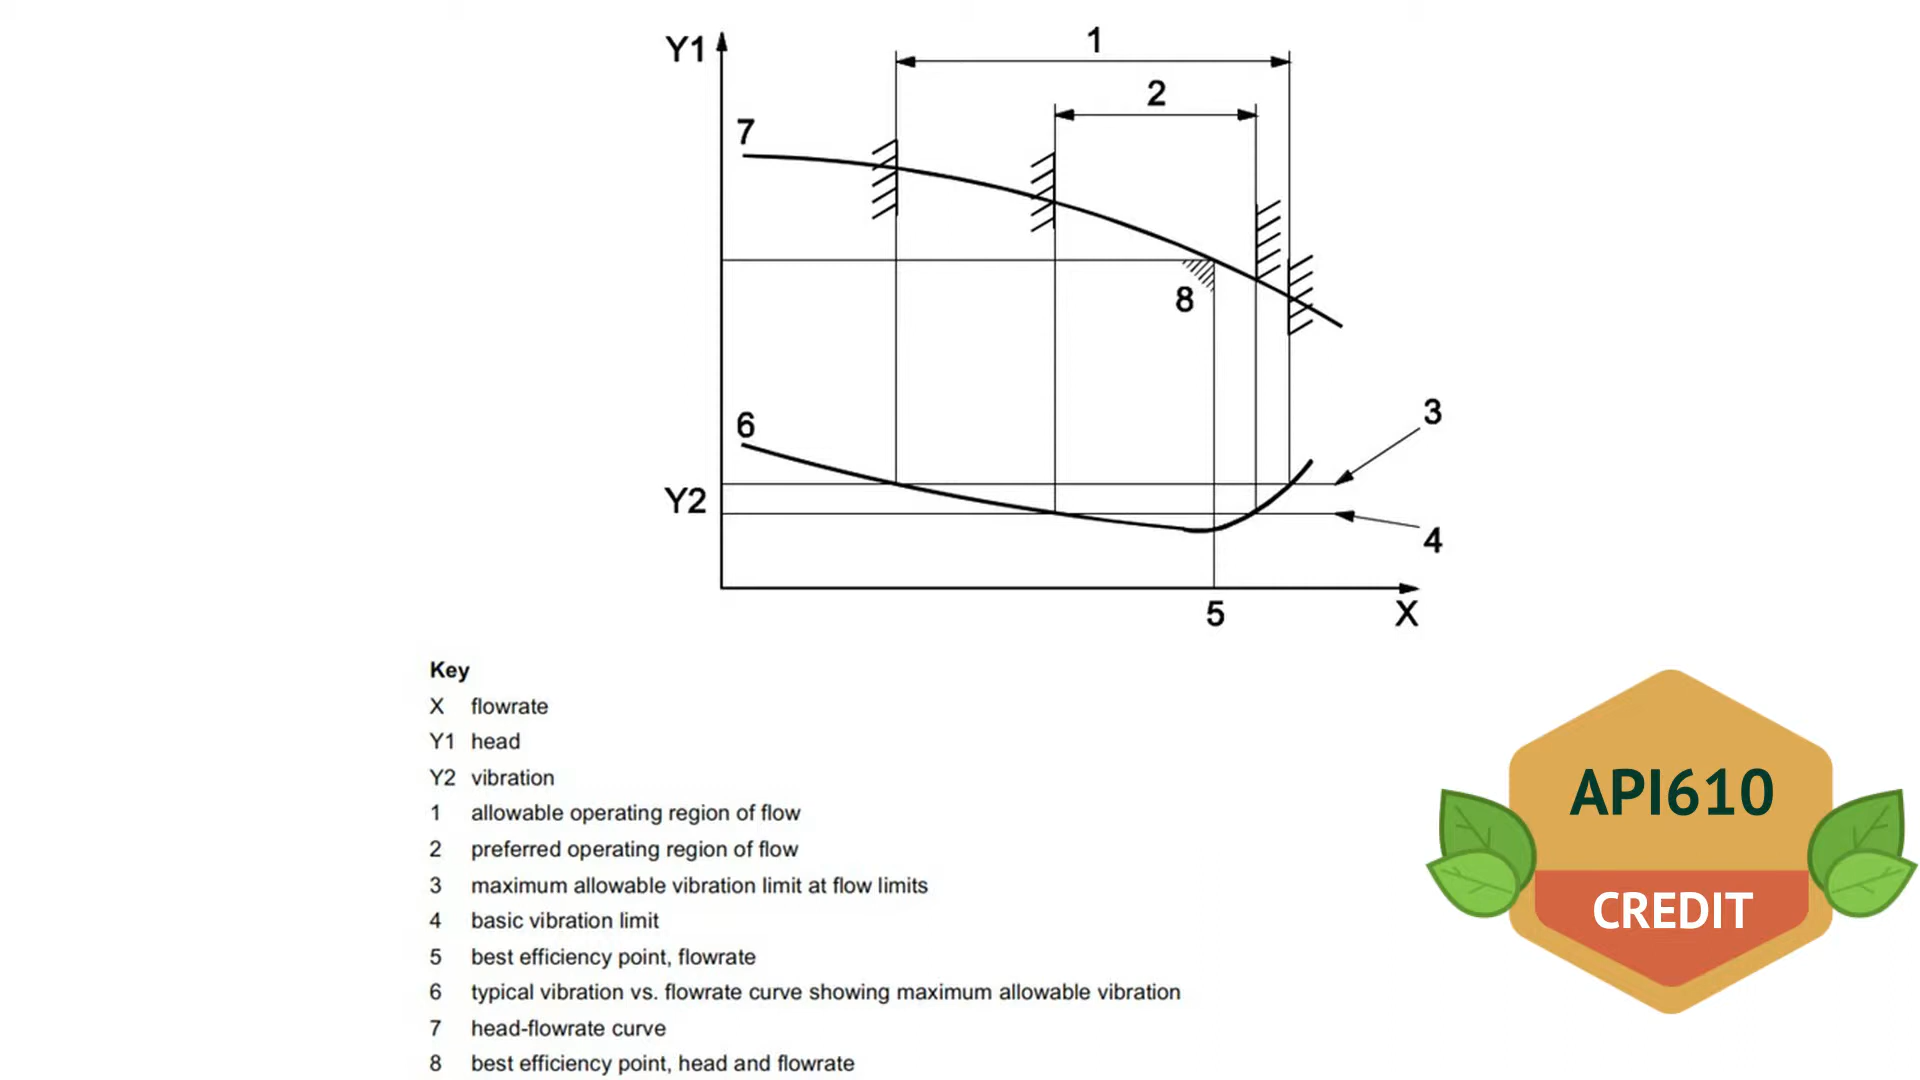 Y1
1
2
7
8
6
3
Y2
4
5
X
Key
X flowrate
Y1 head
Y2 vibration
1 allowable operating region of flow
2 preferred operating region of flow
3 maximum allowable vibration limit at flow limits
4 basic vibration limit
5 best efficiency point, flowrate
6 typical vibration vs. flowrate curve showing maximum allowable vibration
7 head-flowrate curve
8 best efficiency point, head and flowrate
API610
CREDIT